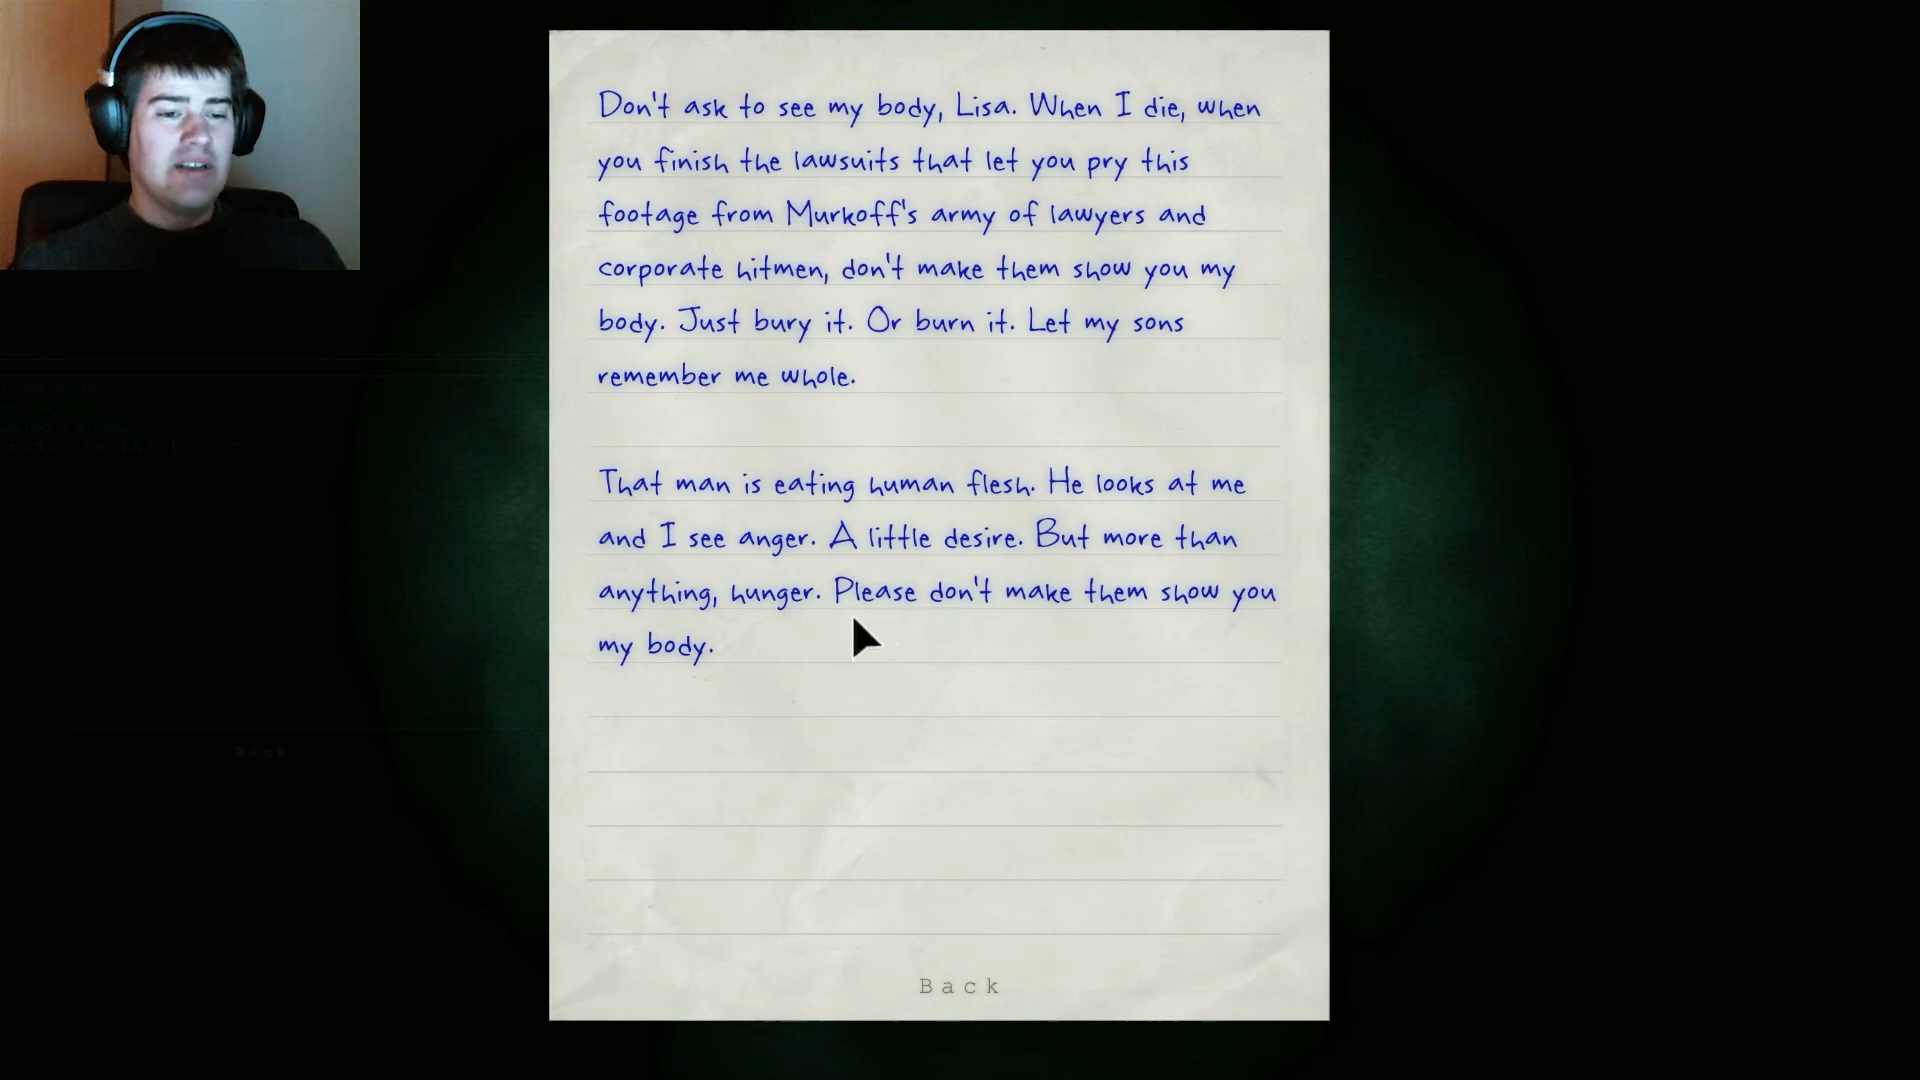 Don't ask to see my body, Lisa. When I die, when
you finish the lawsuits that let you pry this
footage from Murkoff's army of lawyers and
corporate hitmen, don't make them show you my
body. Just bury it. Or burn it. Let my sons
remember me whole.
That man is eating human flesh. He looks at me
and I see anger. A little desire. But more than
anything, hunger. Please don't make them show you
my body.
Back
Back